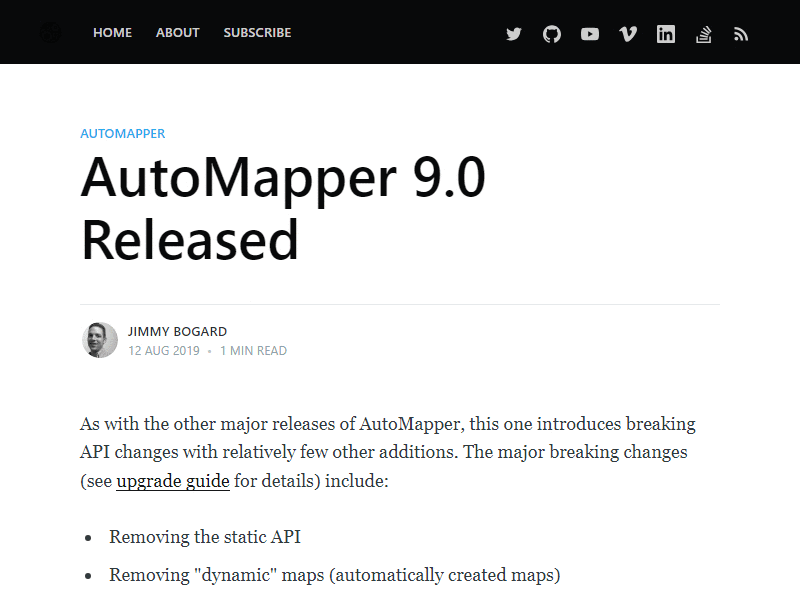 HOME ABOUT SUBSCRIBE
AUTOMAPPER
AutoMapper 9.0
Released
JIMMY BOGARD
12 AUG 2019 • 1 MIN READ
As with the other major releases of AutoMapper, this one introduces breaking
API changes with relatively few other additions. The major breaking changes
(see upgrade guide for details) include:
• Removing the static API
• Removing "dynamic" maps (automatically created maps)